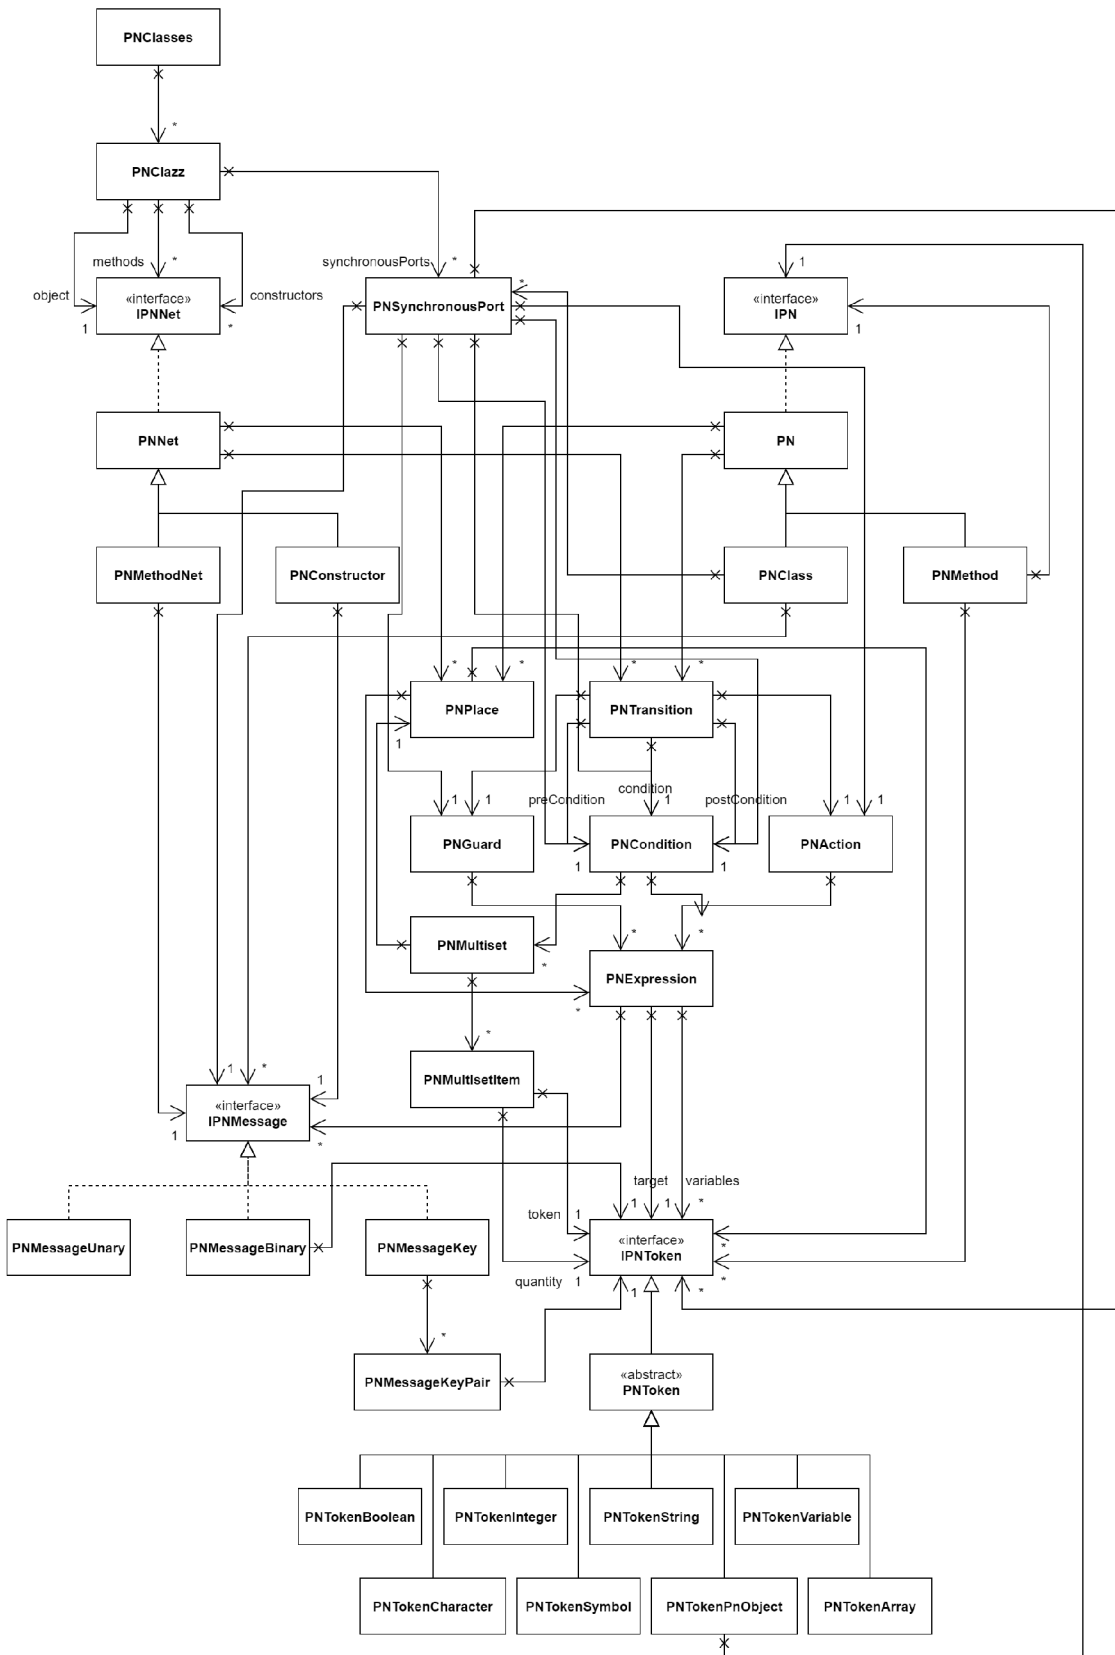 PNClasses
*
PNClazz
methods
*
synchronousPorts
*
*
1
object
«interface»
IPNNet
constructors
PNSynchronousPort
«interface»
IPN
1
*
1
PNNet
PN
PNMethodNet
PNConstructor
PNClass
PNMethod
*
*
*
*
PNPlace
PNTransition
1
condition
1
1
preCondition
1
postCondition
1
1
PNGuard
PNCondition
PNAction
1
1
PNMultiset
*
*
*
PNExpression
*
*
PNMultisetItem
1
*
1
«interface»
IPNMessage
1
*
target
variables
token
1
1
1
*
PNMessageUnary
PNMessageBinary
PNMessageKey
«interface»
IPNToken
*
quantity
1
*
1
*
*
PNMessageKeyPair
«abstract»
PNToken
PNTokenBoolean
PNTokenInteger
PNTokenString
PNTokenVariable
PNTokenCharacter
PNTokenSymbol
PNTokenPnObject
PNTokenArray